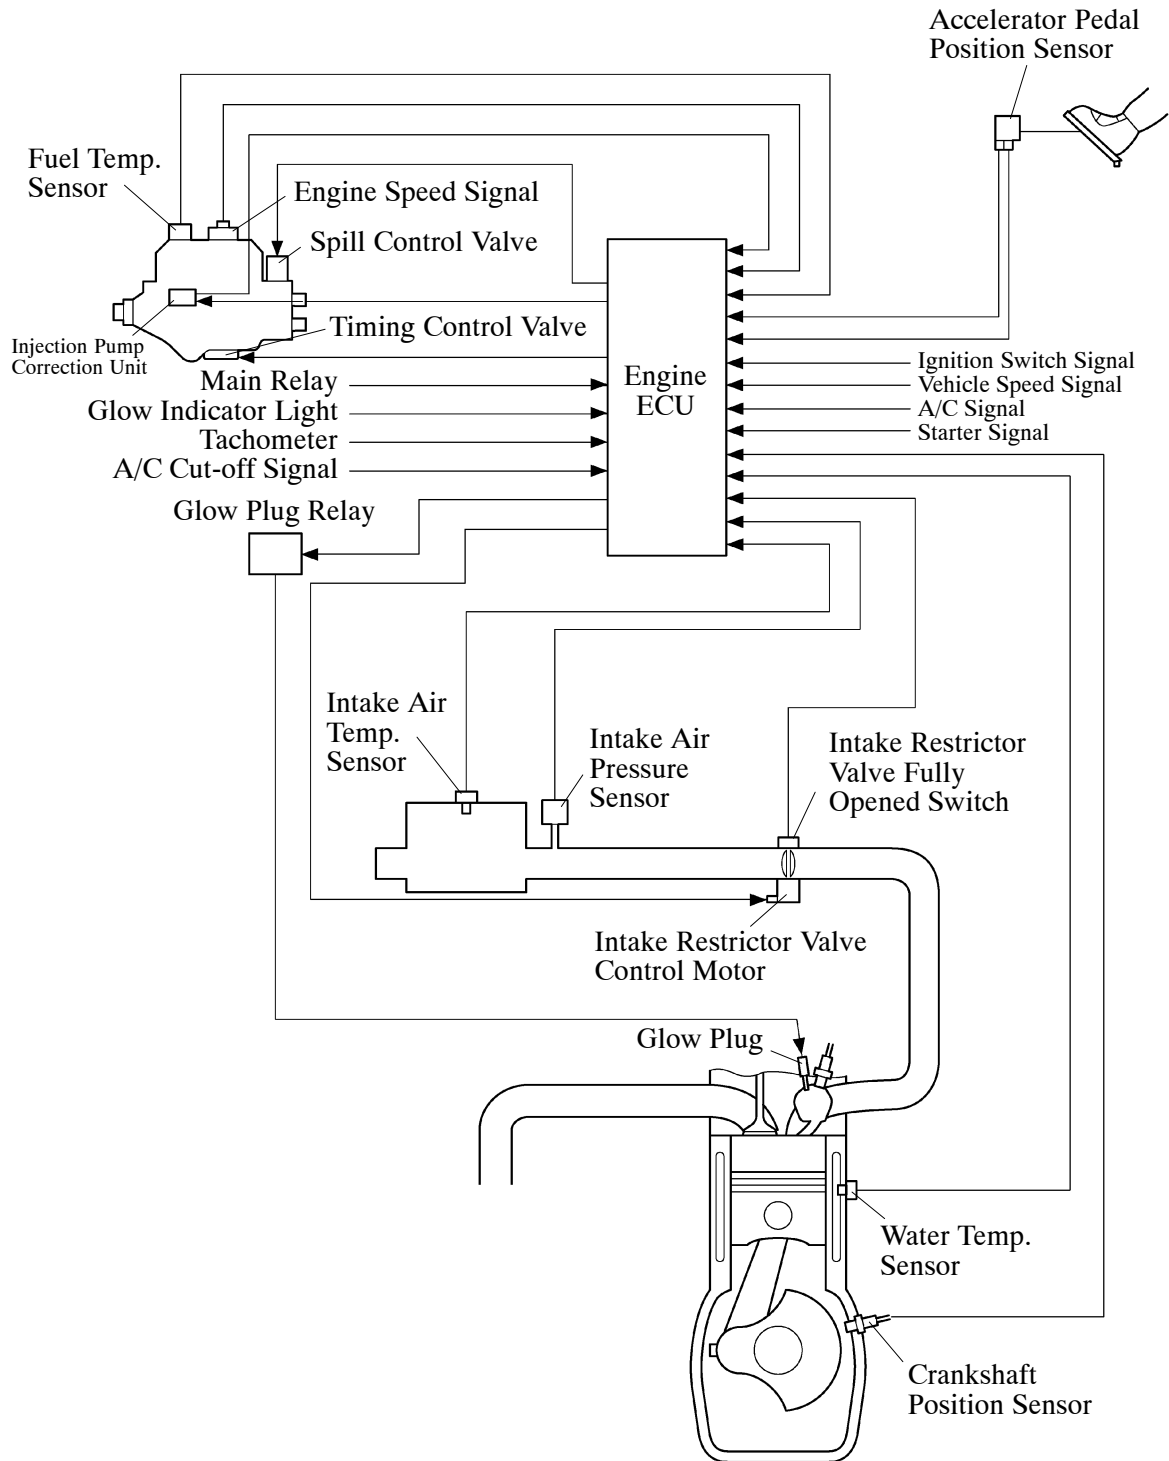 Accelerator Pedal
Position Sensor
Fuel Temp.
Sensor
Engine Speed Signal
Spill Control Valve
Timing Control Valve
Injection Pump
Correction Unit
Main Relay
Glow Indicator Light
Tachometer
A/C Cut-off Signal
Glow Plug Relay
Engine
ECU
Ignition Switch Signal
Vehicle Speed Signal
A/C Signal
Starter Signal
Intake Air
Temp.
Sensor
Intake Air
Pressure
Sensor
Intake Restrictor
Valve Fully
Opened Switch
Intake Restrictor Valve
Control Motor
Glow Plug
Water Temp.
Sensor
Crankshaft
Position Sensor